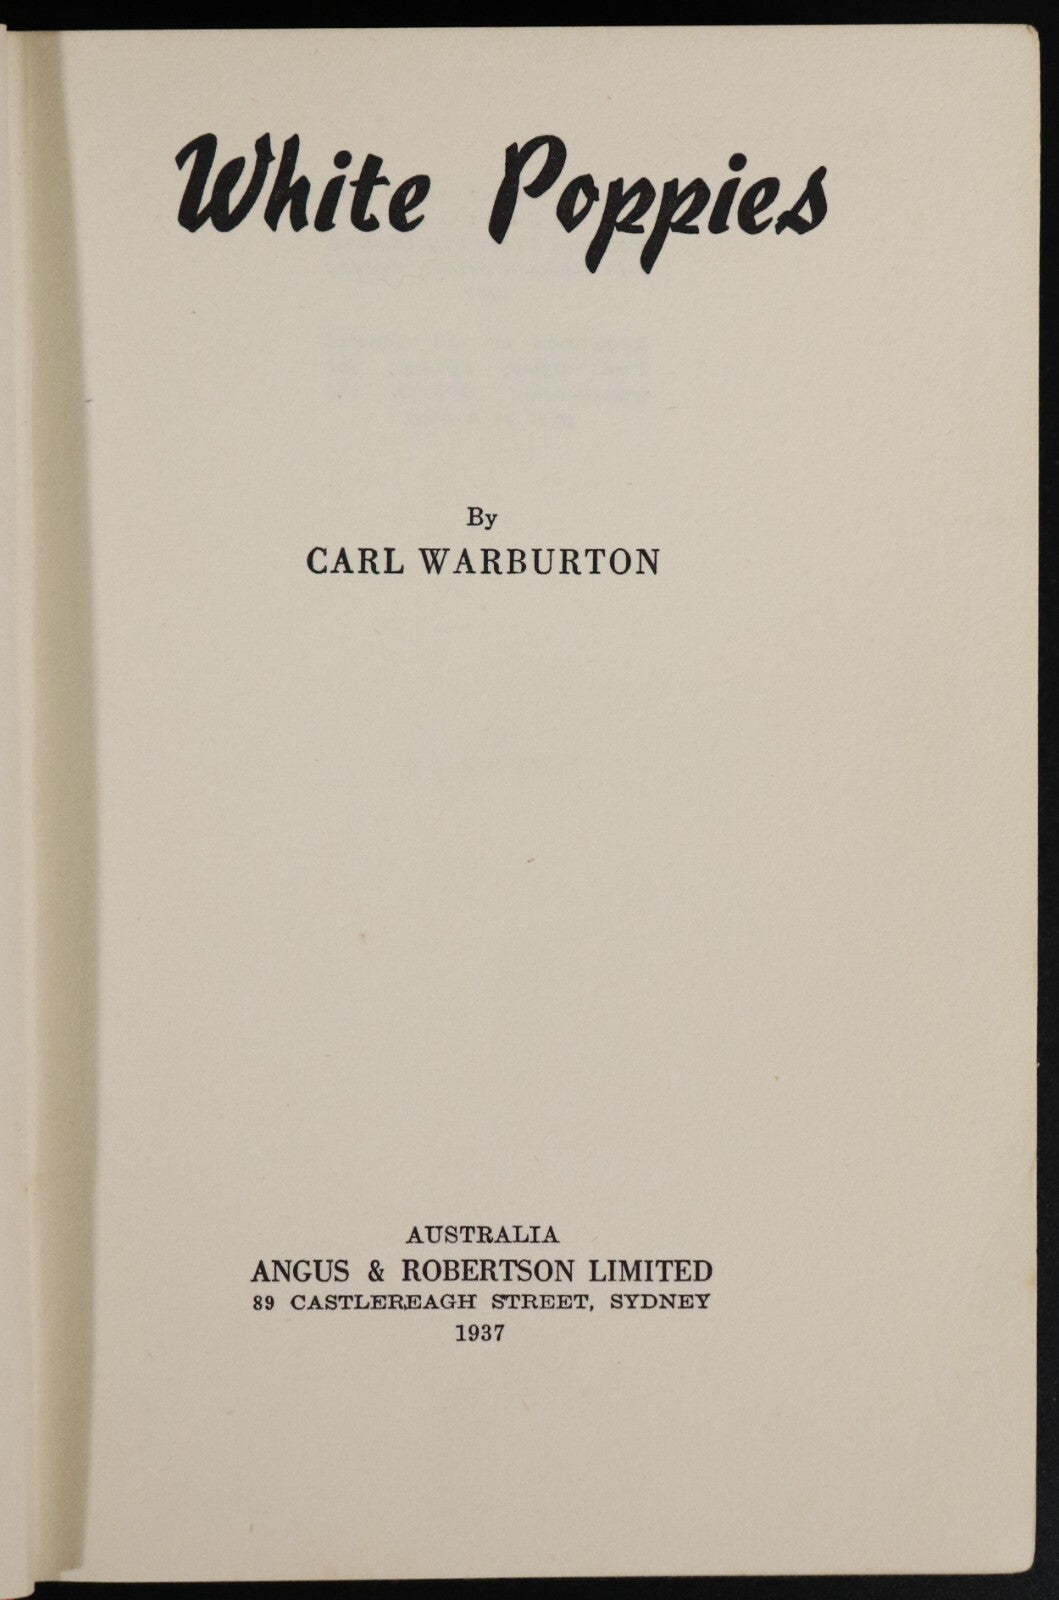 White Poppies
By
CARL WARBURTON
AUSTRALIA
ANGUS & ROBERTSON LIMITED
89 CASTLEREAGH STREET, SYDNEY
1937